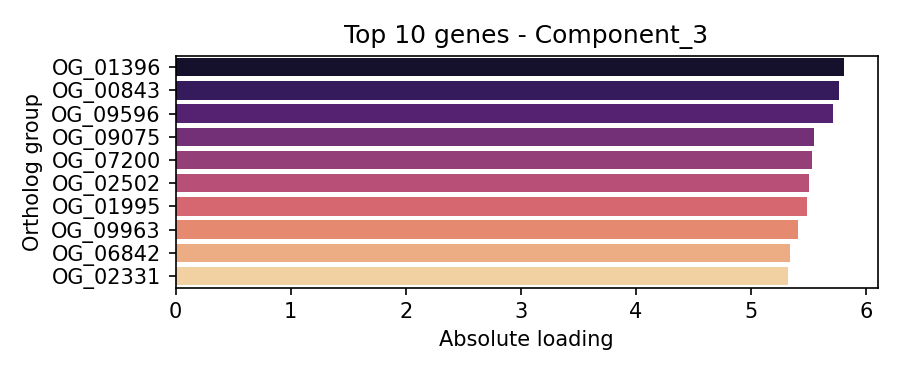 Top 10 genes - Component_3
Ortholog group
OG_01396
OG_00843
OG_09596
OG_09075
OG_07200
OG_02502
OG_01995
OG_09963
OG_06842
OG_02331
0 1 2 3 4 5 6
Absolute loading